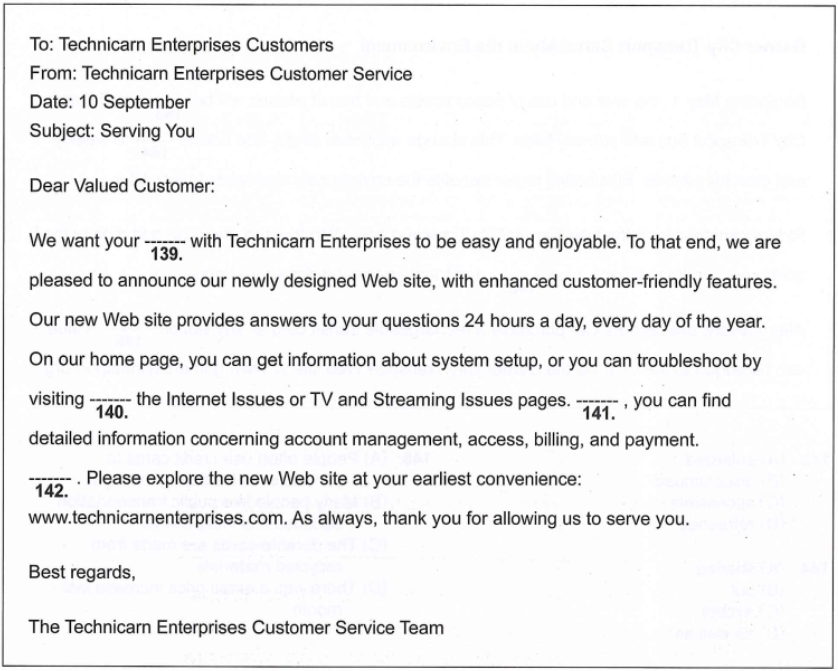 To: Technicarn Enterprises Customers
From: Technicarn Enterprises Customer Service
Date: 10 September
Subject: Serving You
Dear Valued Customer:
We want your ------- with Technicarn Enterprises to be easy and enjoyable. To that end, we are
139.
pleased to announce our newly designed Web site, with enhanced customer-friendly features.
Our new Web site provides answers to your questions 24 hours a day, every day of the year.
On our home page, you can get information about system setup, or you can troubleshoot by
visiting ------- the Internet Issues or TV and Streaming Issues pages. ------- , you can find
140. 141.
detailed information concerning account management, access, billing, and payment.
------- . Please explore the new Web site at your earliest convenience:
142.
www.technicarnenterprises.com. As always, thank you for allowing us to serve you.
Best regards,
The Technicarn Enterprises Customer Service Team